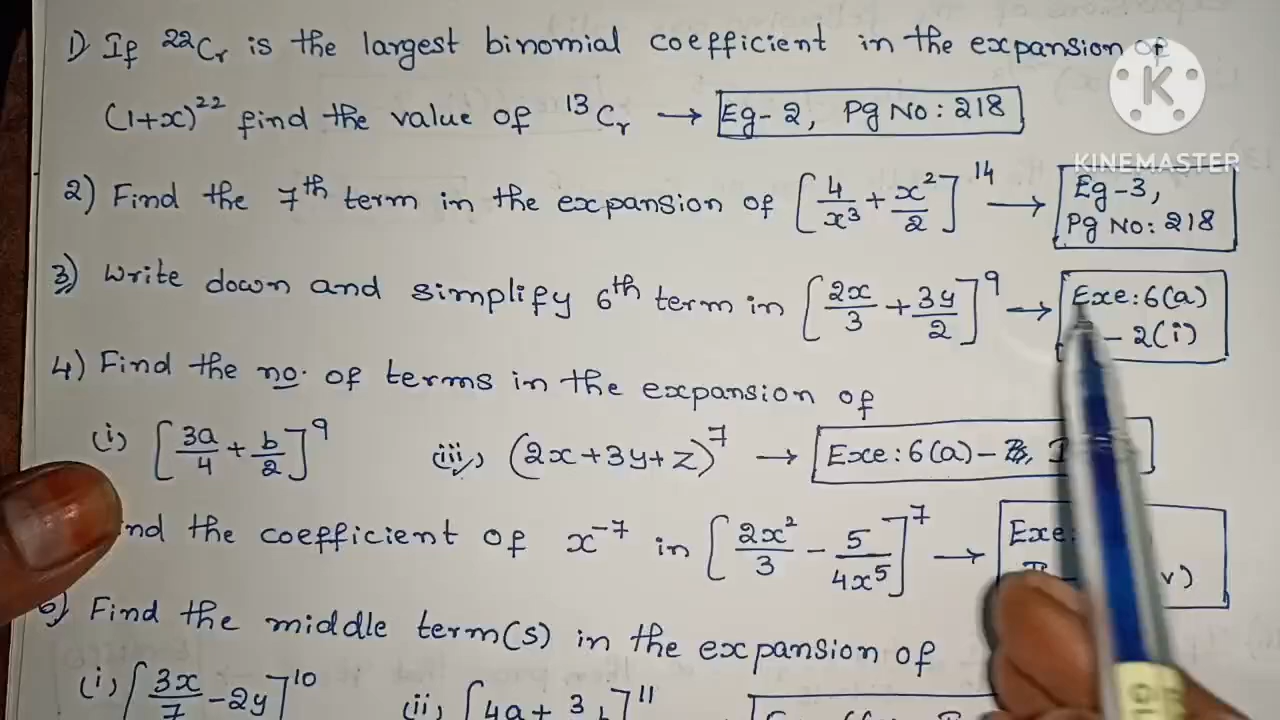 1) If ²²Cᵣ is the largest binomial coefficient in the expansion of
(1+x)²² find the value of ¹³Cᵣ → Eg-2, Pg No: 218
K
KINEMASTER
2) Find the 7th term in the expansion of [4/x³ + x²/2]¹⁴ → Eg-3,
Pg No: 218
3) Write down and simplify 6th term in [2x/3 + 3y/2]⁹ → Exe: 6(a)
- 2(i)
4) Find the no. of terms in the expansion of
(i) [3a/4 + b/2]⁹ (iii) (2x+3y+z)⁷ → Exe: 6(a) -
the coefficient of x⁻⁷ in [2x²/3 - 5/4x⁵]⁷ → Exe
v)
6) Find the middle term(s) in the expansion of
(i) [3x/7 - 2y]¹⁰ (ii) [4a + 3 ]¹¹